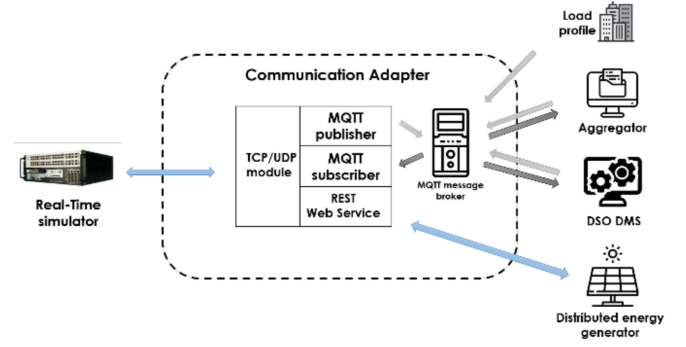 Load
profile
Communication Adapter
Aggregator
TCP/UDP
module
MQTT
publisher
MQTT
subscriber
REST
Web Service
MQTT message
broker
Real-Time
simulator
DSO DMS
Distributed energy
generator